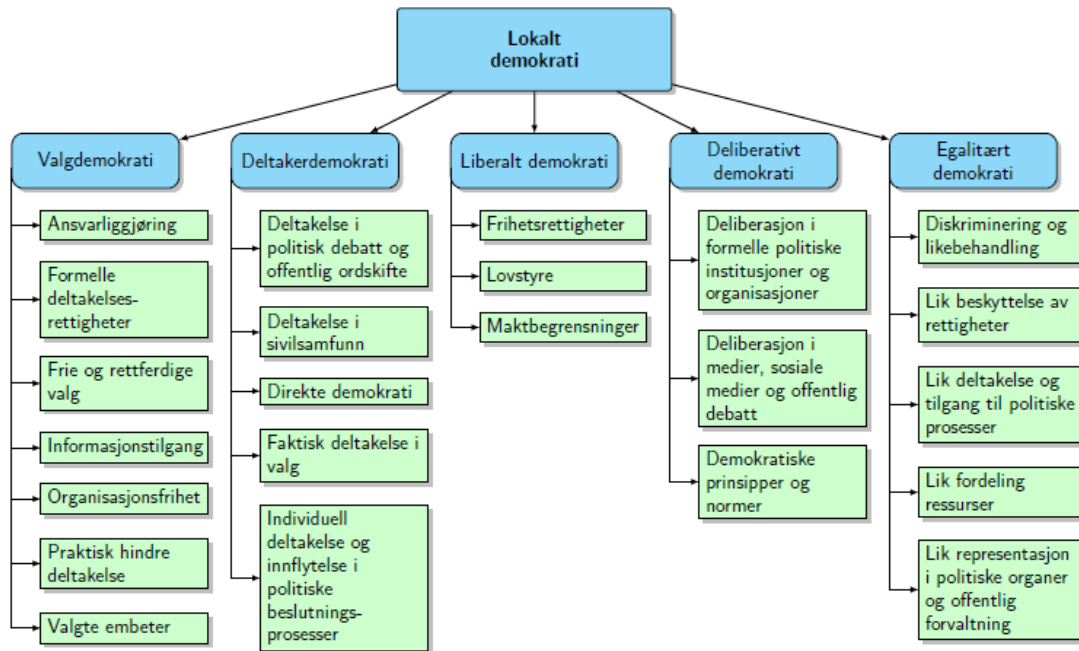 Lokalt
demokrati
Valgdemokrati
Ansvarliggjøring
Formelle
deltakelses-
rettigheter
Frie og rettferdige
valg
Informasjonstilgang
Organisasjonsfrihet
Praktisk hindre
deltakelse
Valgte embeter
Deltakerdemokrati
Deltakelse i
politisk debatt og
offentlig ordskifte
Deltakelse i
sivilsamfunn
Direkte demokrati
Faktisk deltakelse i
valg
Individuell
deltakelse og
innflytelse i
politiske
beslutnings-
prosesser
Liberalt demokrati
Frihetsrettigheter
Lovstyre
Maktbegrensninger
Deliberativt
demokrati
Deliberasjon i
formelle politiske
institusjoner og
organisasjoner
Deliberasjon i
medier, sosiale
medier og offentlig
debatt
Demokratiske
prinsipper og
normer
Egalitært
demokrati
Diskriminering og
likebehandling
Lik beskyttelse av
rettigheter
Lik deltakelse og
tilgang til politiske
prosesser
Lik fordeling
ressurser
Lik representasjon
i politiske organer
og offentlig
forvaltning